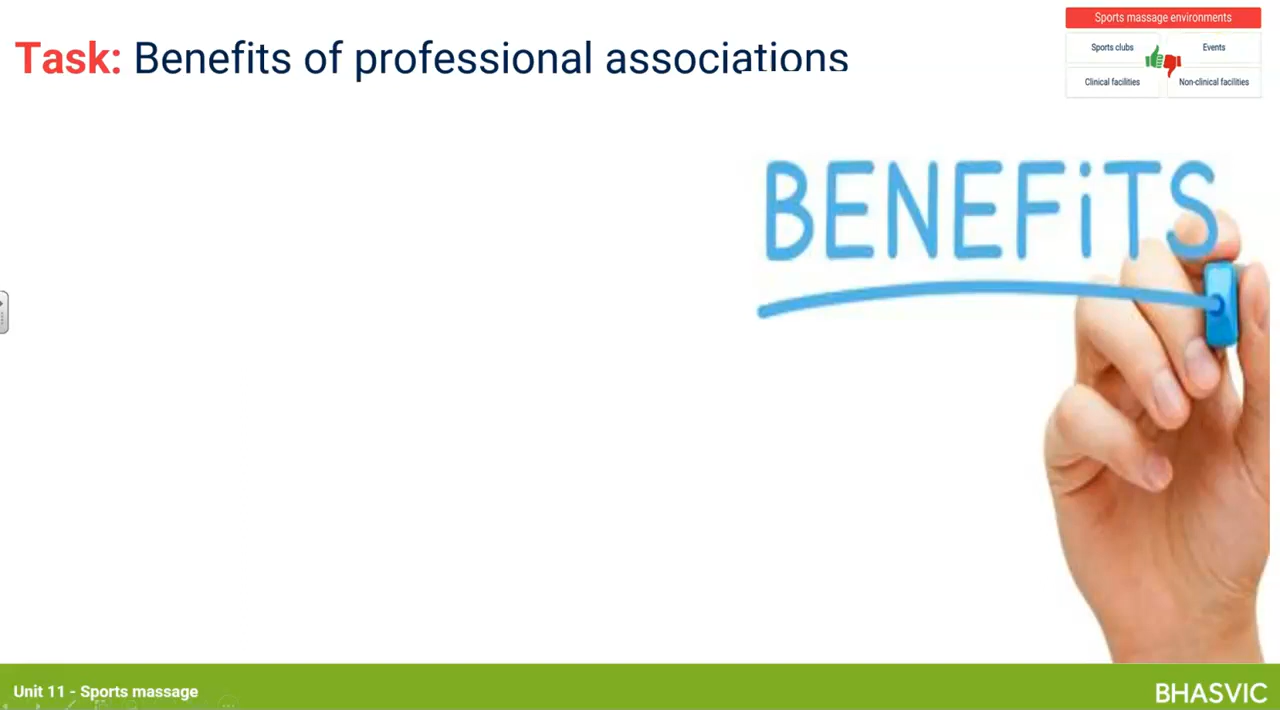 Task: Benefits of professional associations
Sports massage environments
Sports clubs
Events
Clinical facilities
Non-clinical facilities
BENEFiTS
Unit 11 - Sports massage
BHASVIC